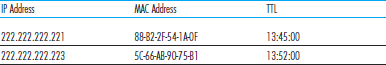 IP Address MAC Address TTL
222.222.222.221 88-B2-2F-54-1A-0F 13:45:00
222.222.222.223 5C-66-AB-90-75-B1 13:52:00